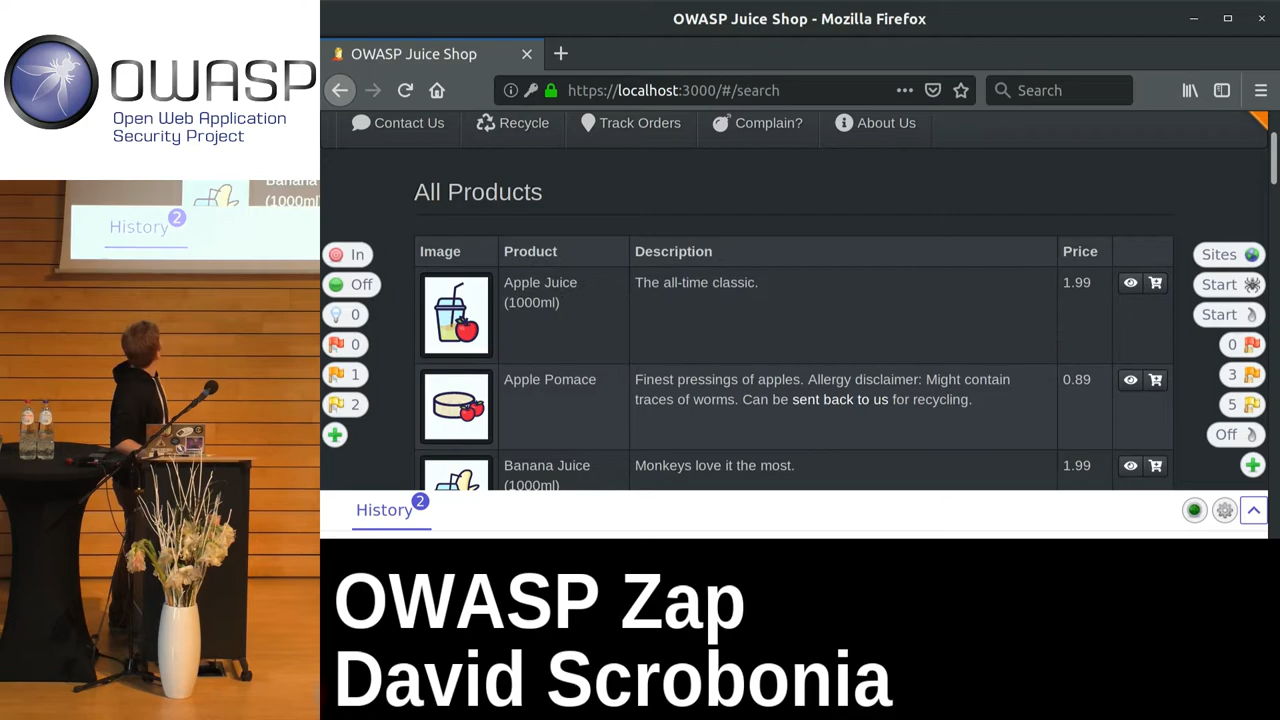 OWASP
Open Web Application
Security Project
Banana
(1000ml)
History 2
OWASP Juice Shop - Mozilla Firefox
OWASP Juice Shop
https://localhost:3000/#/search
Search
Contact Us
Recycle
Track Orders
Complain?
About Us
All Products
Image Product Description Price
Apple Juice
(1000ml)
The all-time classic.
1.99
Apple Pomace
Finest pressings of apples. Allergy disclaimer: Might contain
traces of worms. Can be sent back to us for recycling.
0.89
Banana Juice
(1000ml)
Monkeys love it the most.
1.99
In
Off
0
0
1
2
Sites
Start
Start
0
3
5
Off
History 2
OWASP Zap
David Scrobonia